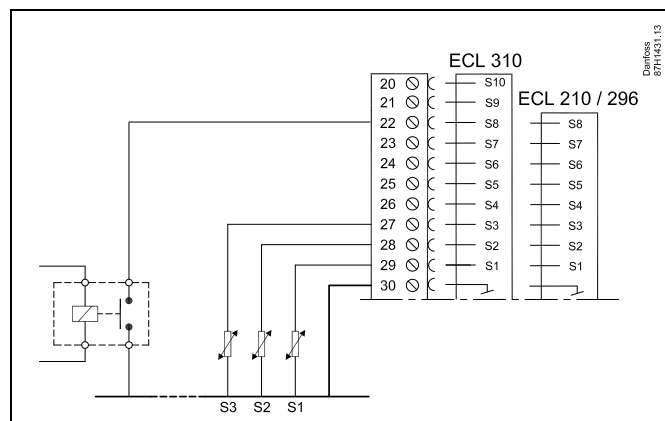 Danfoss
87H1431.13
ECL 310
ECL 210 / 296
20 S10
21 S9
22 S8 S8
23 S7 S7
24 S6 S6
25 S5 S5
26 S4 S4
27 S3 S3
28 S2 S2
29 S1 S1
30
S3 S2 S1